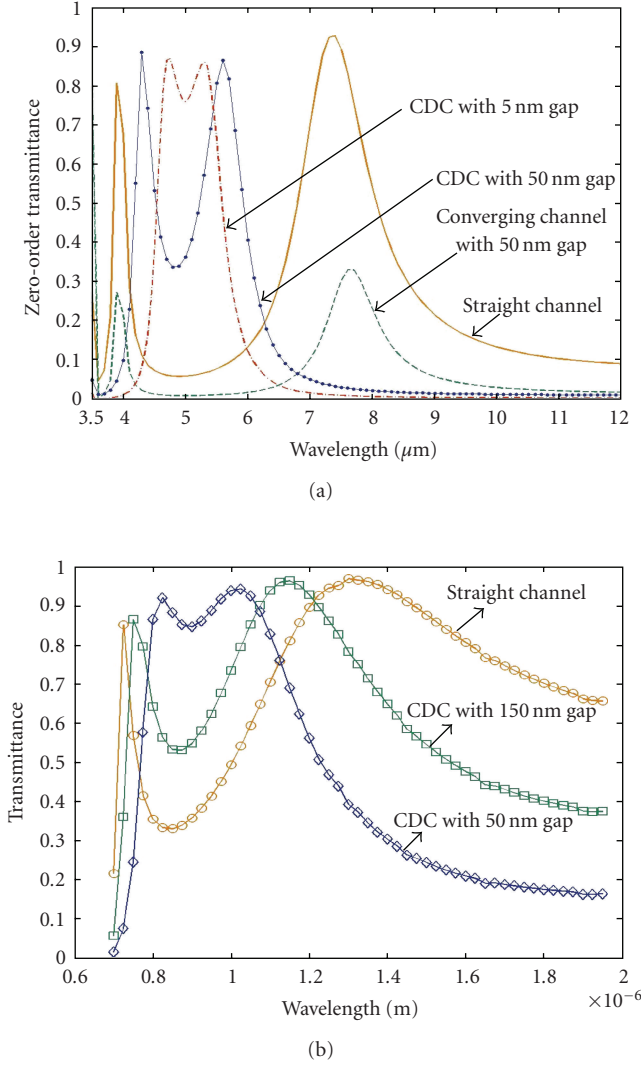 1
0.9
0.8
0.7
0.6
0.5
0.4
0.3
0.2
0.1
0
Zero-order transmittance
CDC with 5 nm gap
CDC with 50 nm gap
Converging channel
with 50 nm gap
Straight channel
3.5 4 5 6 7 8 9 10 11 12
Wavelength (μm)
(a)
1
0.9
0.8
0.7
0.6
0.5
0.4
0.3
0.2
0.1
0
Transmittance
Straight channel
CDC with 150 nm gap
CDC with 50 nm gap
0.6 0.8 1 1.2 1.4 1.6 1.8 2
×10⁻⁶
Wavelength (m)
(b)